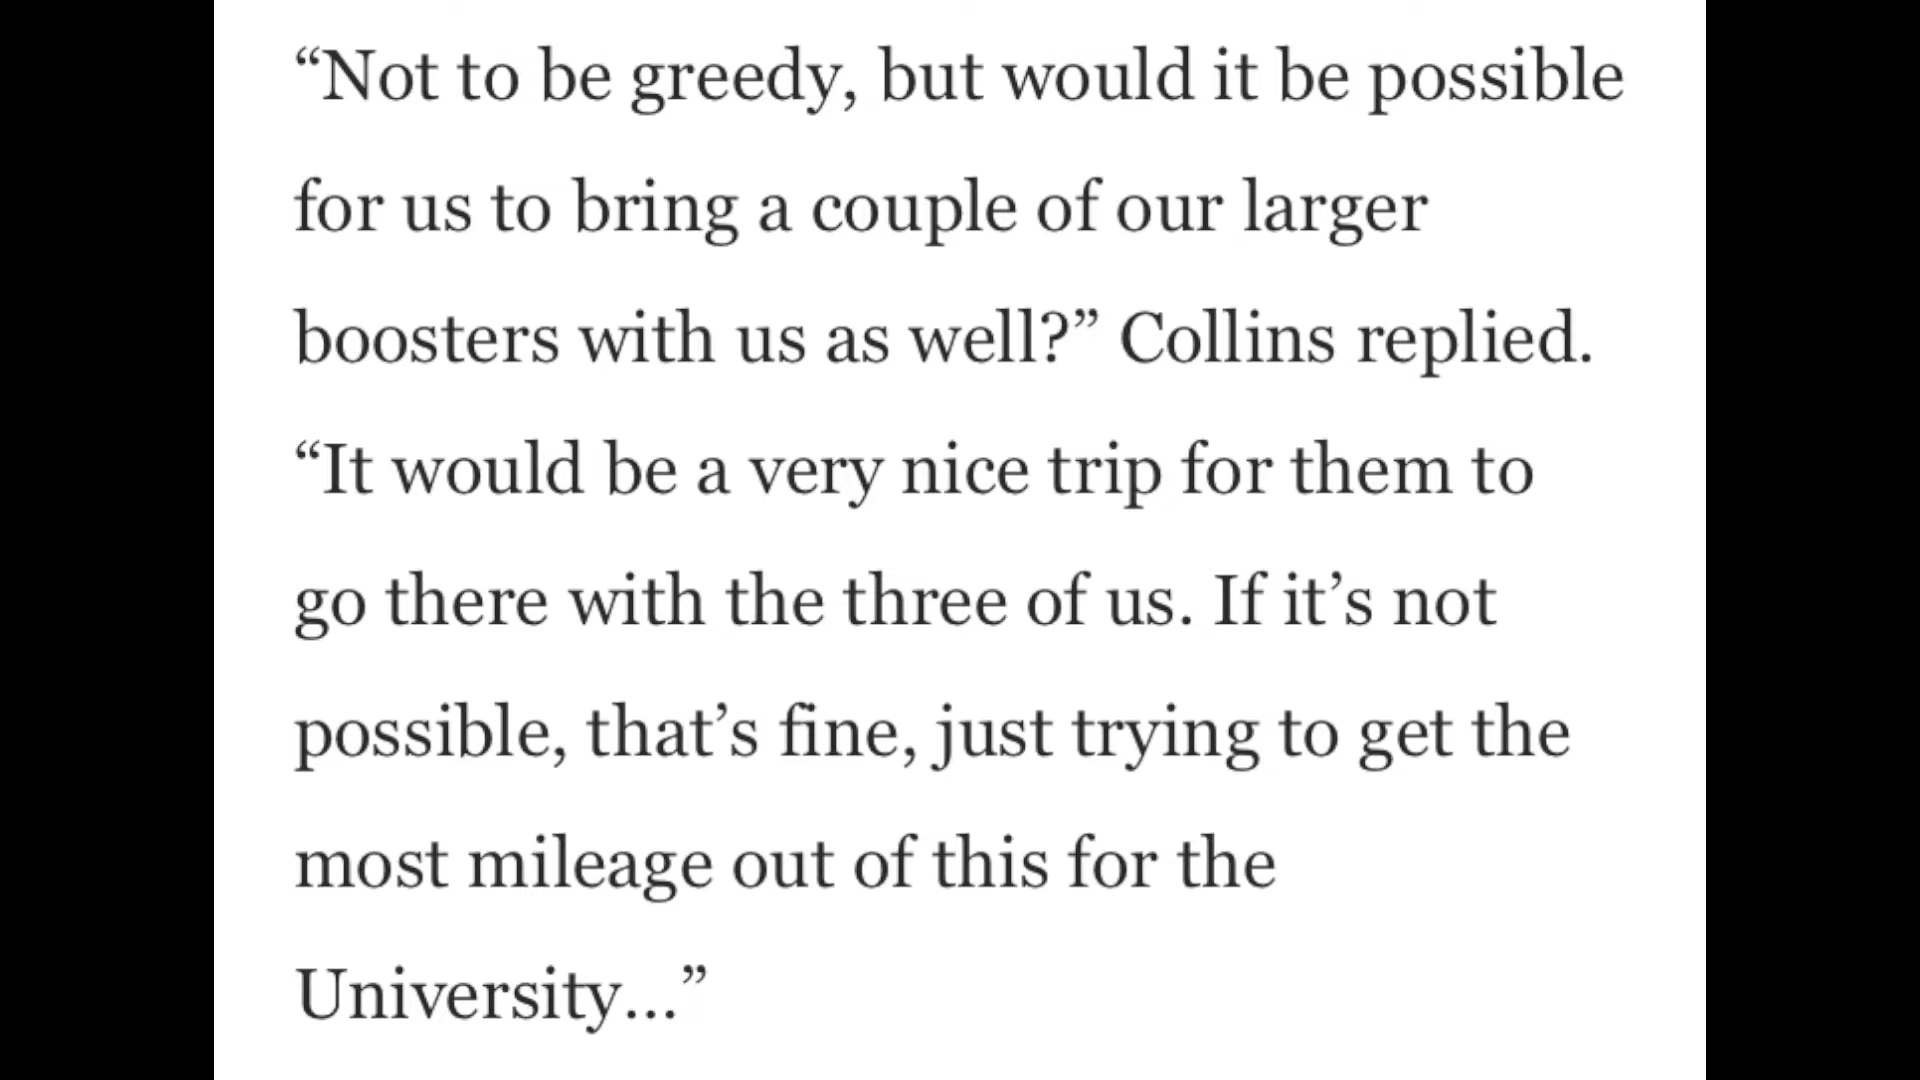 “Not to be greedy, but would it be possible
for us to bring a couple of our larger
boosters with us as well?” Collins replied.
“It would be a very nice trip for them to
go there with the three of us. If it’s not
possible, that’s fine, just trying to get the
most mileage out of this for the
University...”